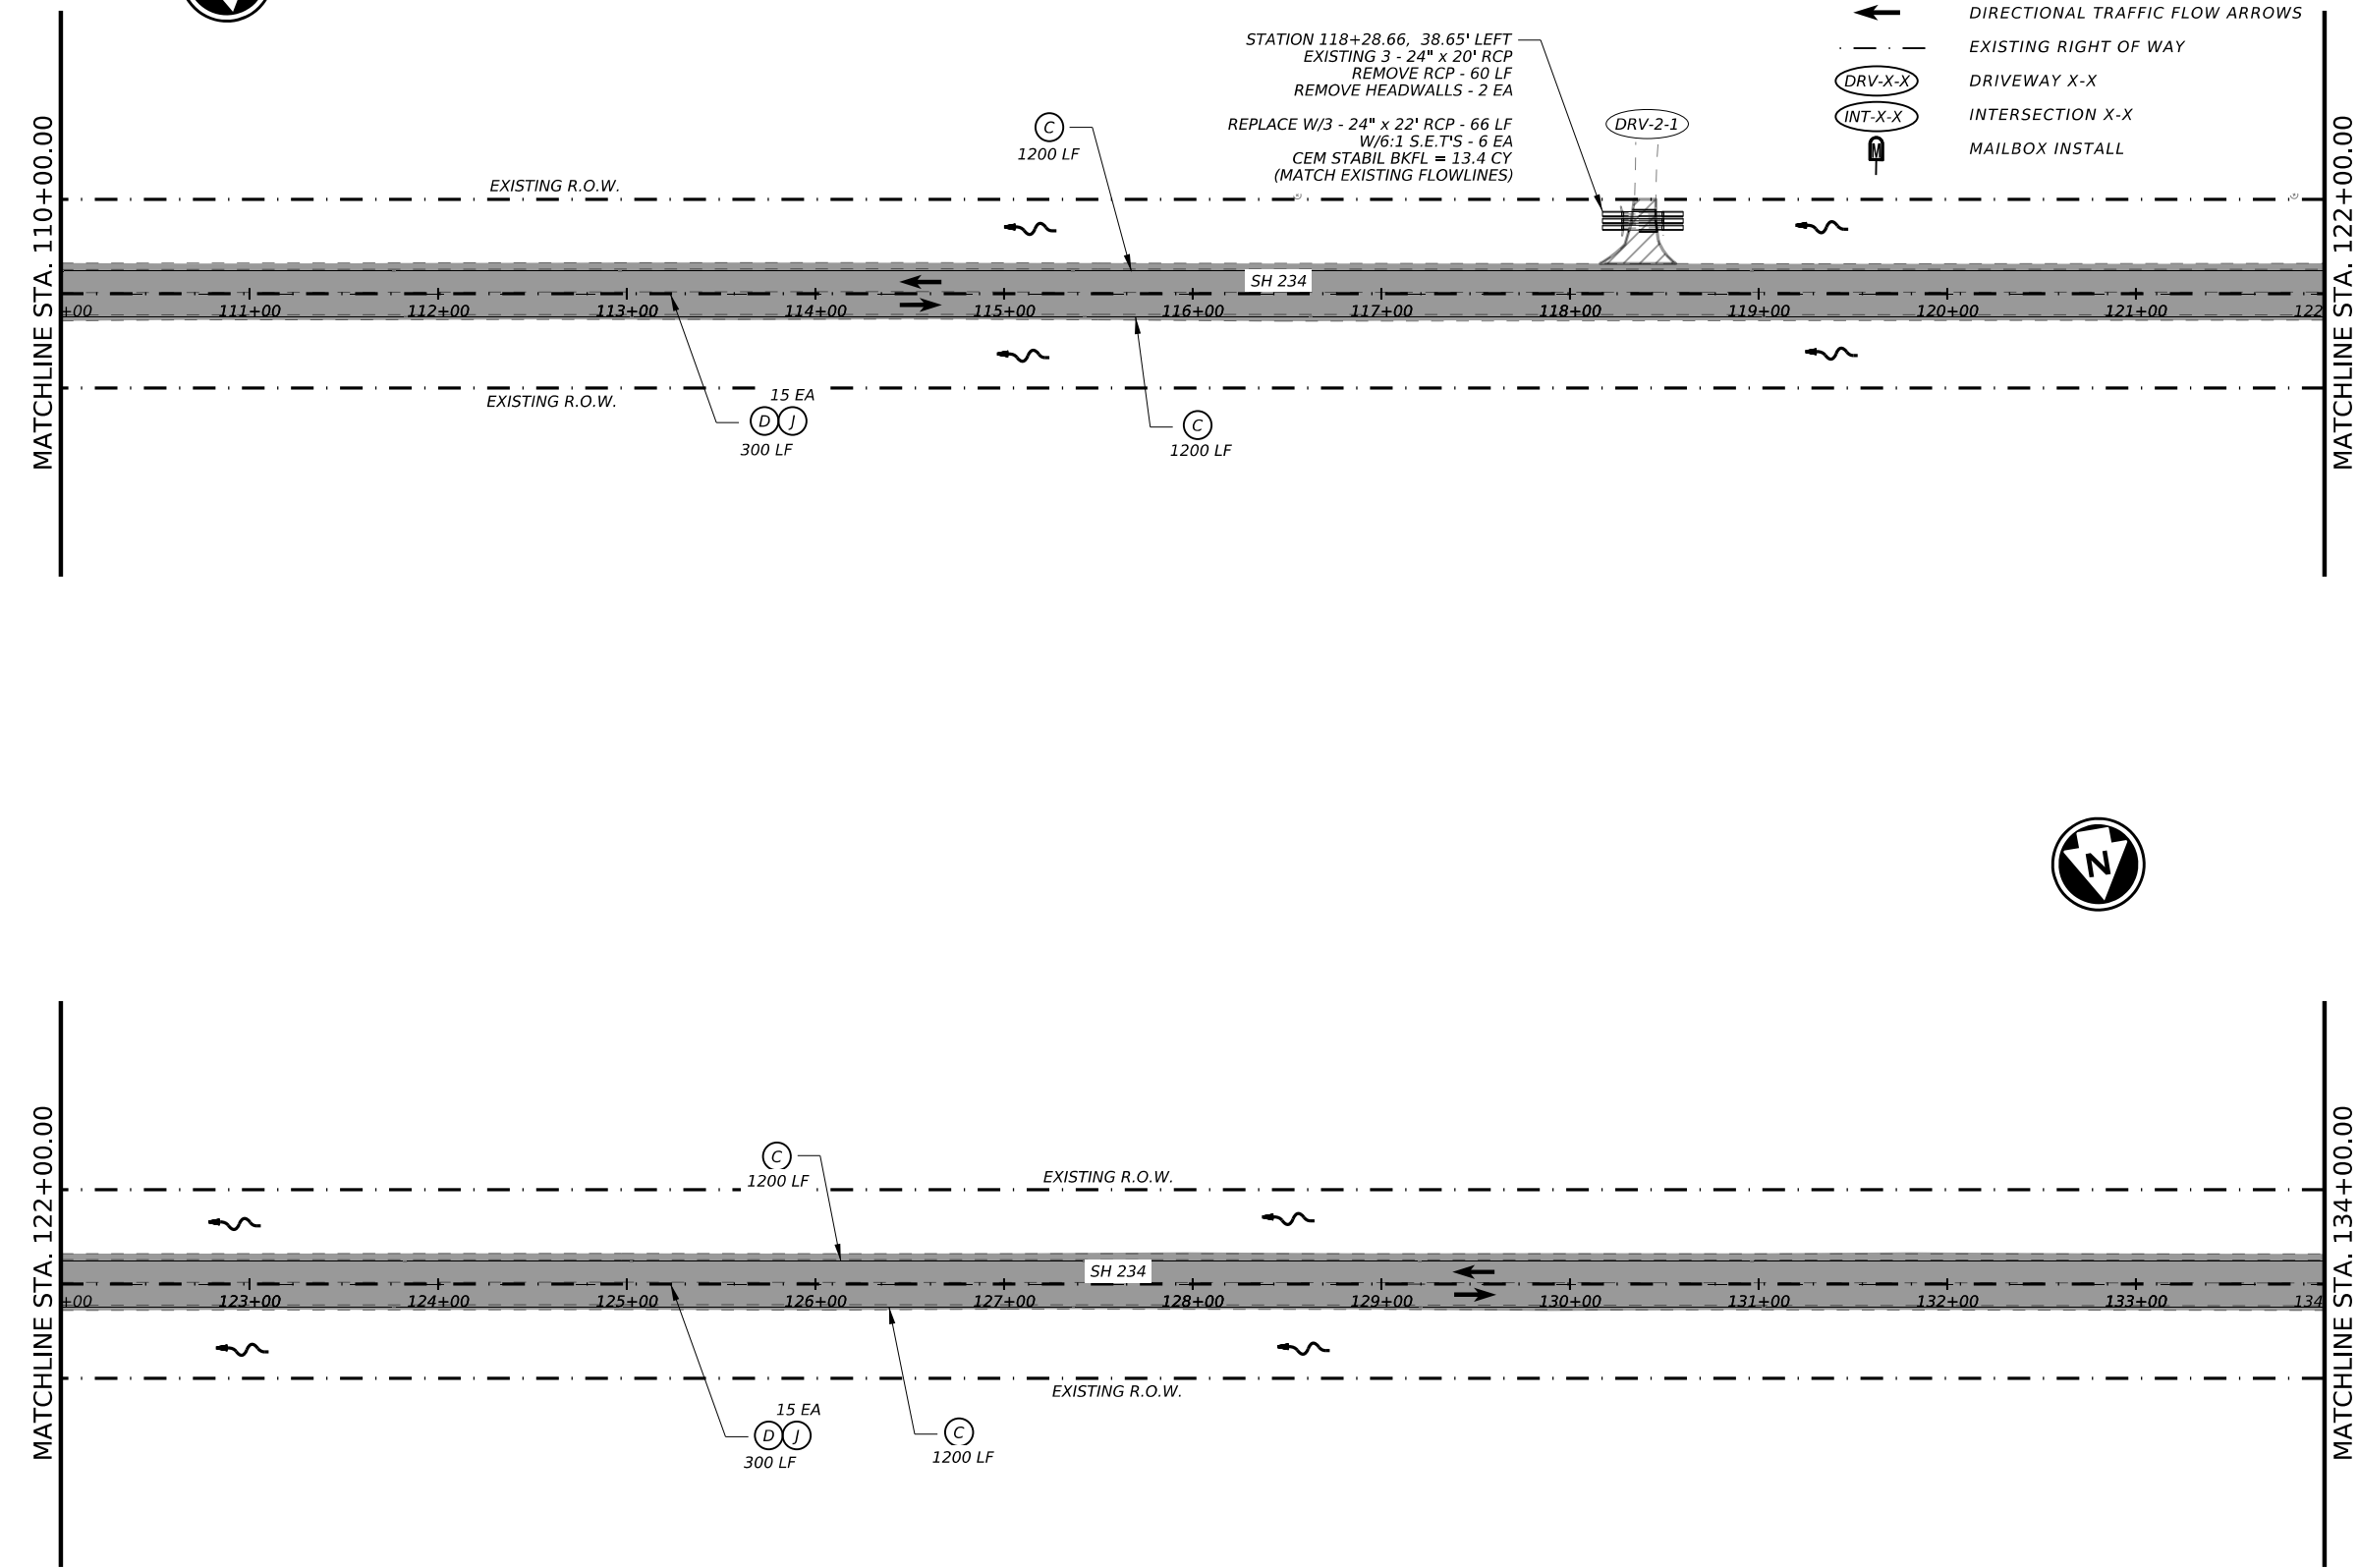 DIRECTIONAL TRAFFIC FLOW ARROWS
EXISTING RIGHT OF WAY
DRV-X-X DRIVEWAY X-X
INT-X-X INTERSECTION X-X
M MAILBOX INSTALL
STATION 118+28.66, 38.65' LEFT
EXISTING 3 - 24" x 20' RCP
REMOVE RCP - 60 LF
REMOVE HEADWALLS - 2 EA
REPLACE W/3 - 24" x 22' RCP - 66 LF
W/6:1 S.E.T'S - 6 EA
CEM STABIL BKFL = 13.4 CY
(MATCH EXISTING FLOWLINES)
DRV-2-1
C
1200 LF
MATCHLINE STA. 110+00.00
MATCHLINE STA. 122+00.00
EXISTING R.O.W.
SH 234
+00 111+00 112+00 113+00 114+00 115+00 116+00 117+00 118+00 119+00 120+00 121+00 122
EXISTING R.O.W.
15 EA
D J
300 LF
C
1200 LF
N
MATCHLINE STA. 122+00.00
MATCHLINE STA. 134+00.00
C
1200 LF
EXISTING R.O.W.
SH 234
+00 123+00 124+00 125+00 126+00 127+00 128+00 129+00 130+00 131+00 132+00 133+00 134
EXISTING R.O.W.
15 EA
D J
300 LF
C
1200 LF